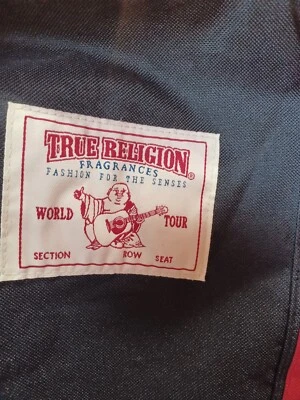 TRUE RELIGION®
FRAGRANCES
FASHION FOR THE SENSES
WORLD TOUR
SECTION ROW SEAT